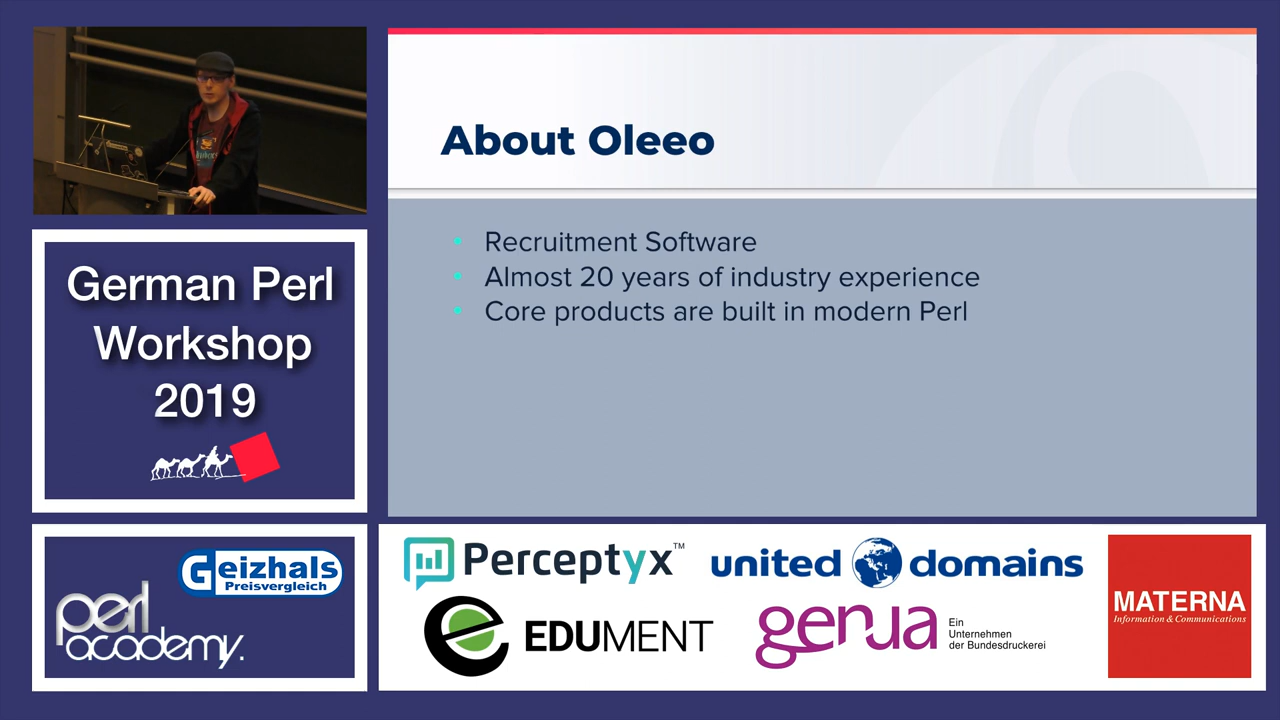 About Oleeo
Recruitment Software
Almost 20 years of industry experience
Core products are built in modern Perl
German Perl
Workshop
2019
Geizhals
Preisvergleich
perl
academy.
Perceptyx™
united domains
EDUMENT
genua
Ein
Unternehmen
der Bundesdruckerei
MATERNA
Information & Communications